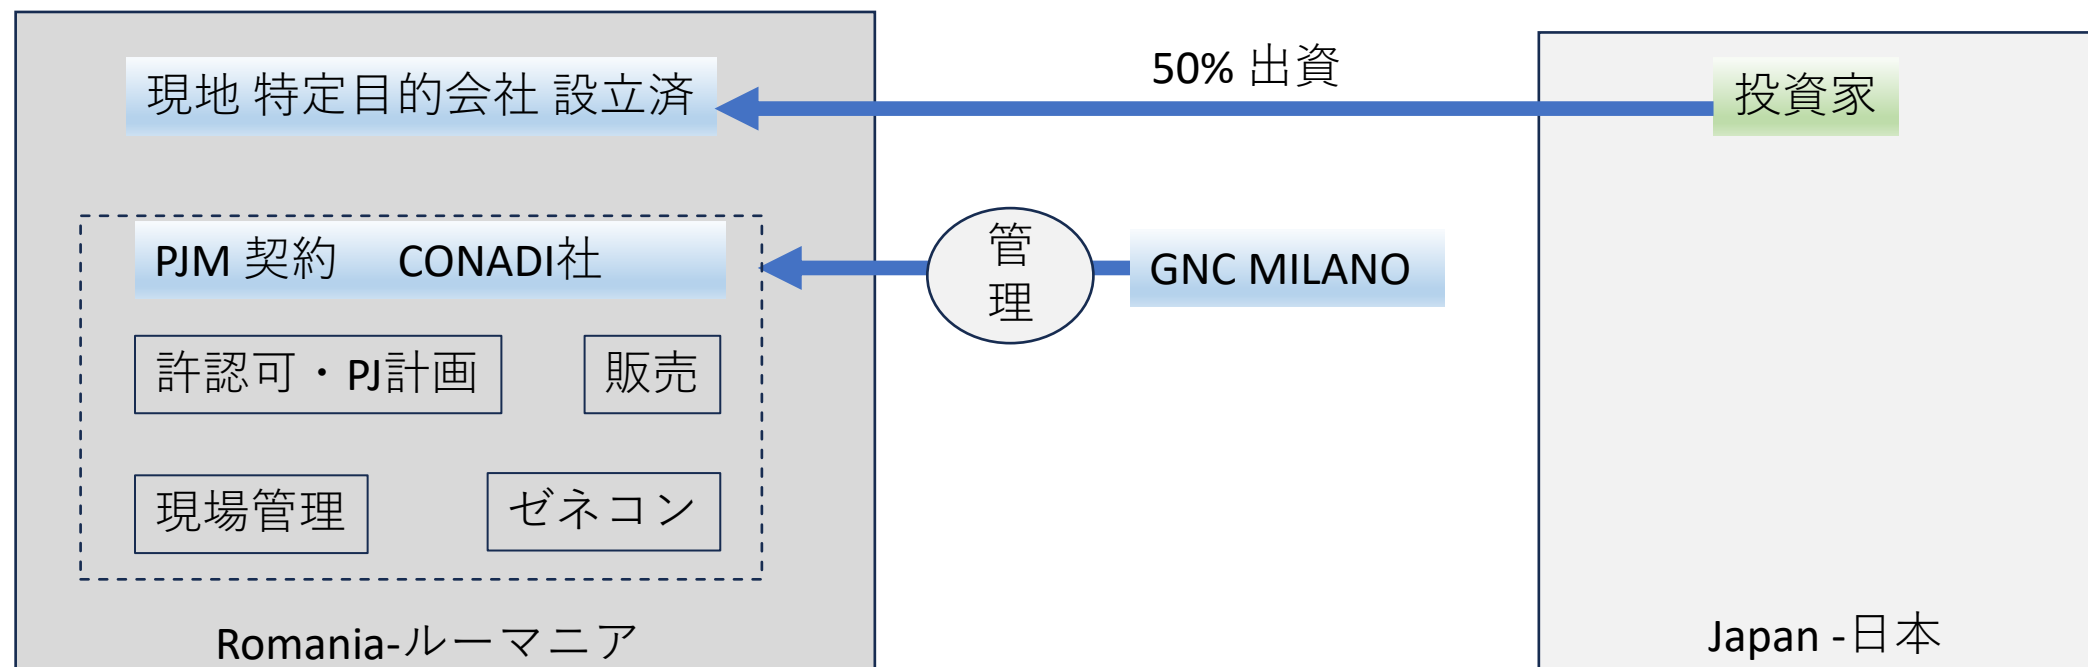 50% 出資
現地 特定目的会社 設立済
投資家
PJM 契約 CONADI社
管
理
GNC MILANO
許認可・PJ計画
販売
現場管理
ゼネコン
Romania-ルーマニア
Japan -日本